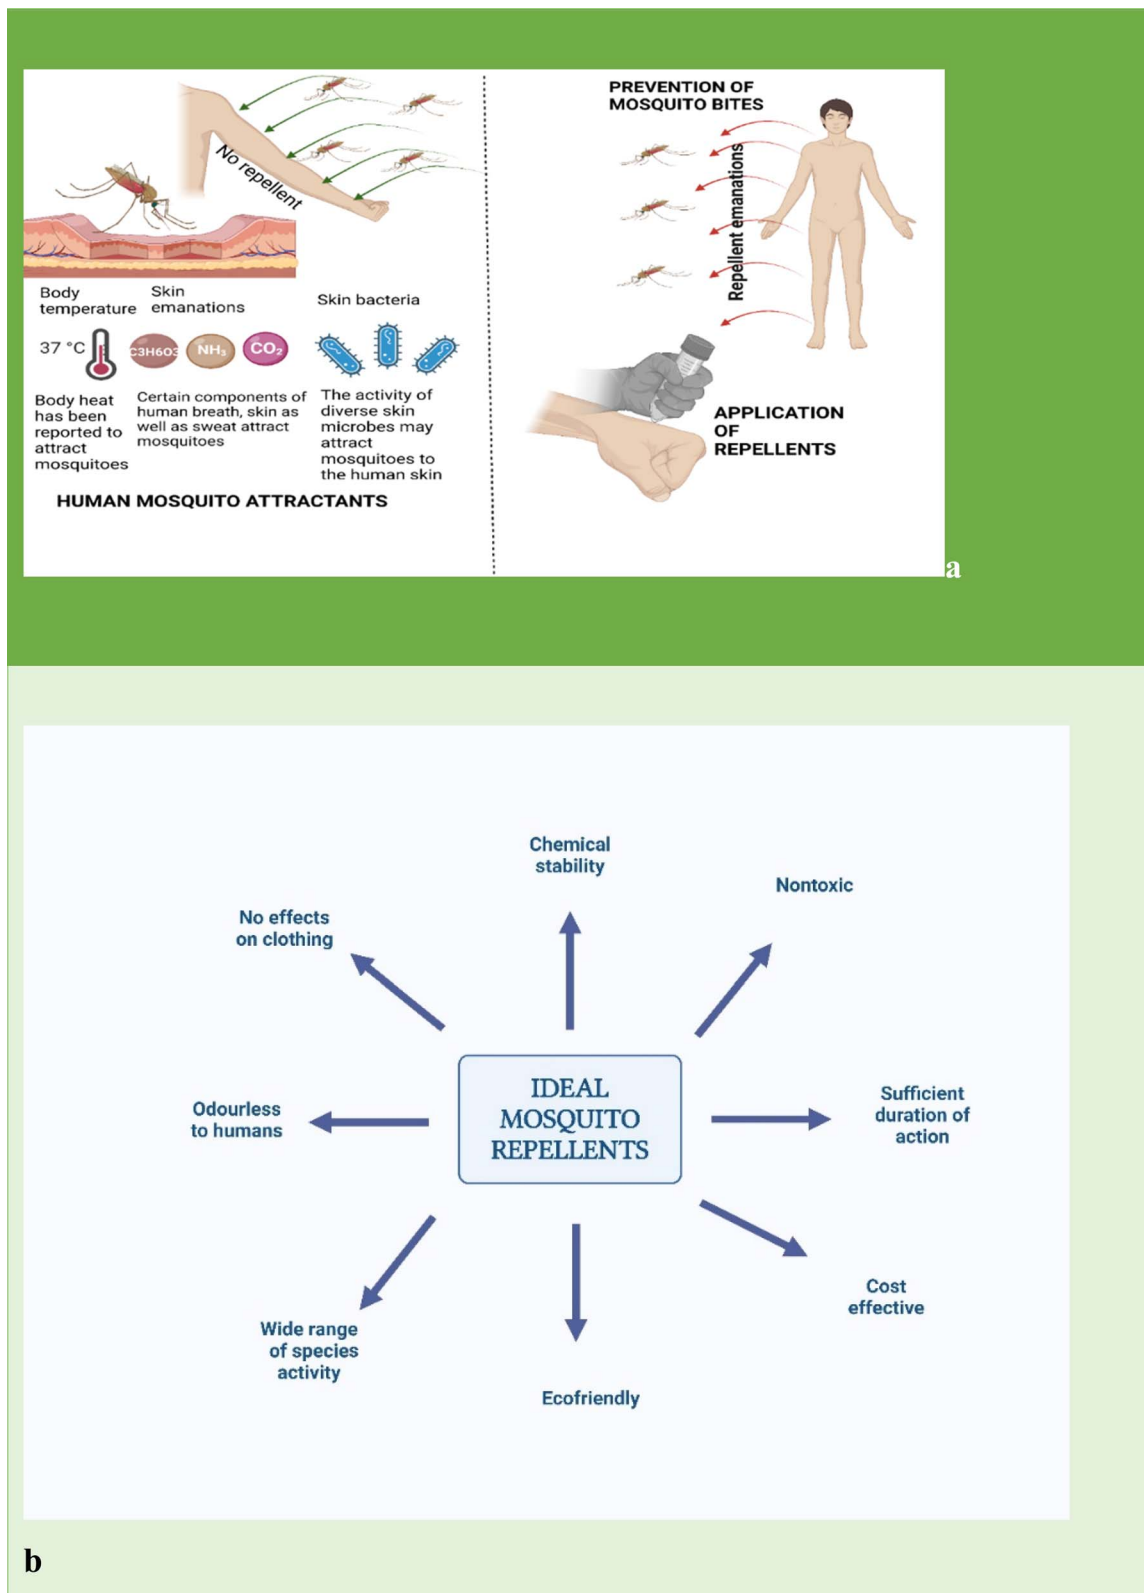 No repellent
Body
temperature
Skin
emanations
Skin bacteria
37 °C
C3H6O3
NH₃
CO₂
Body heat
has been
reported to
attract
mosquitoes
Certain components of
human breath, skin as
well as sweat attract
mosquitoes
The activity of
diverse skin
microbes may
attract
mosquitoes to
the human skin
HUMAN MOSQUITO ATTRACTANTS
PREVENTION OF
MOSQUITO BITES
Repellent emanations
APPLICATION
OF
REPELLENTS
a
Chemical
stability
Nontoxic
No effects
on clothing
Odourless
to humans
IDEAL
MOSQUITO
REPELLENTS
Sufficient
duration of
action
Cost
effective
Wide range
of species
activity
Ecofriendly
b